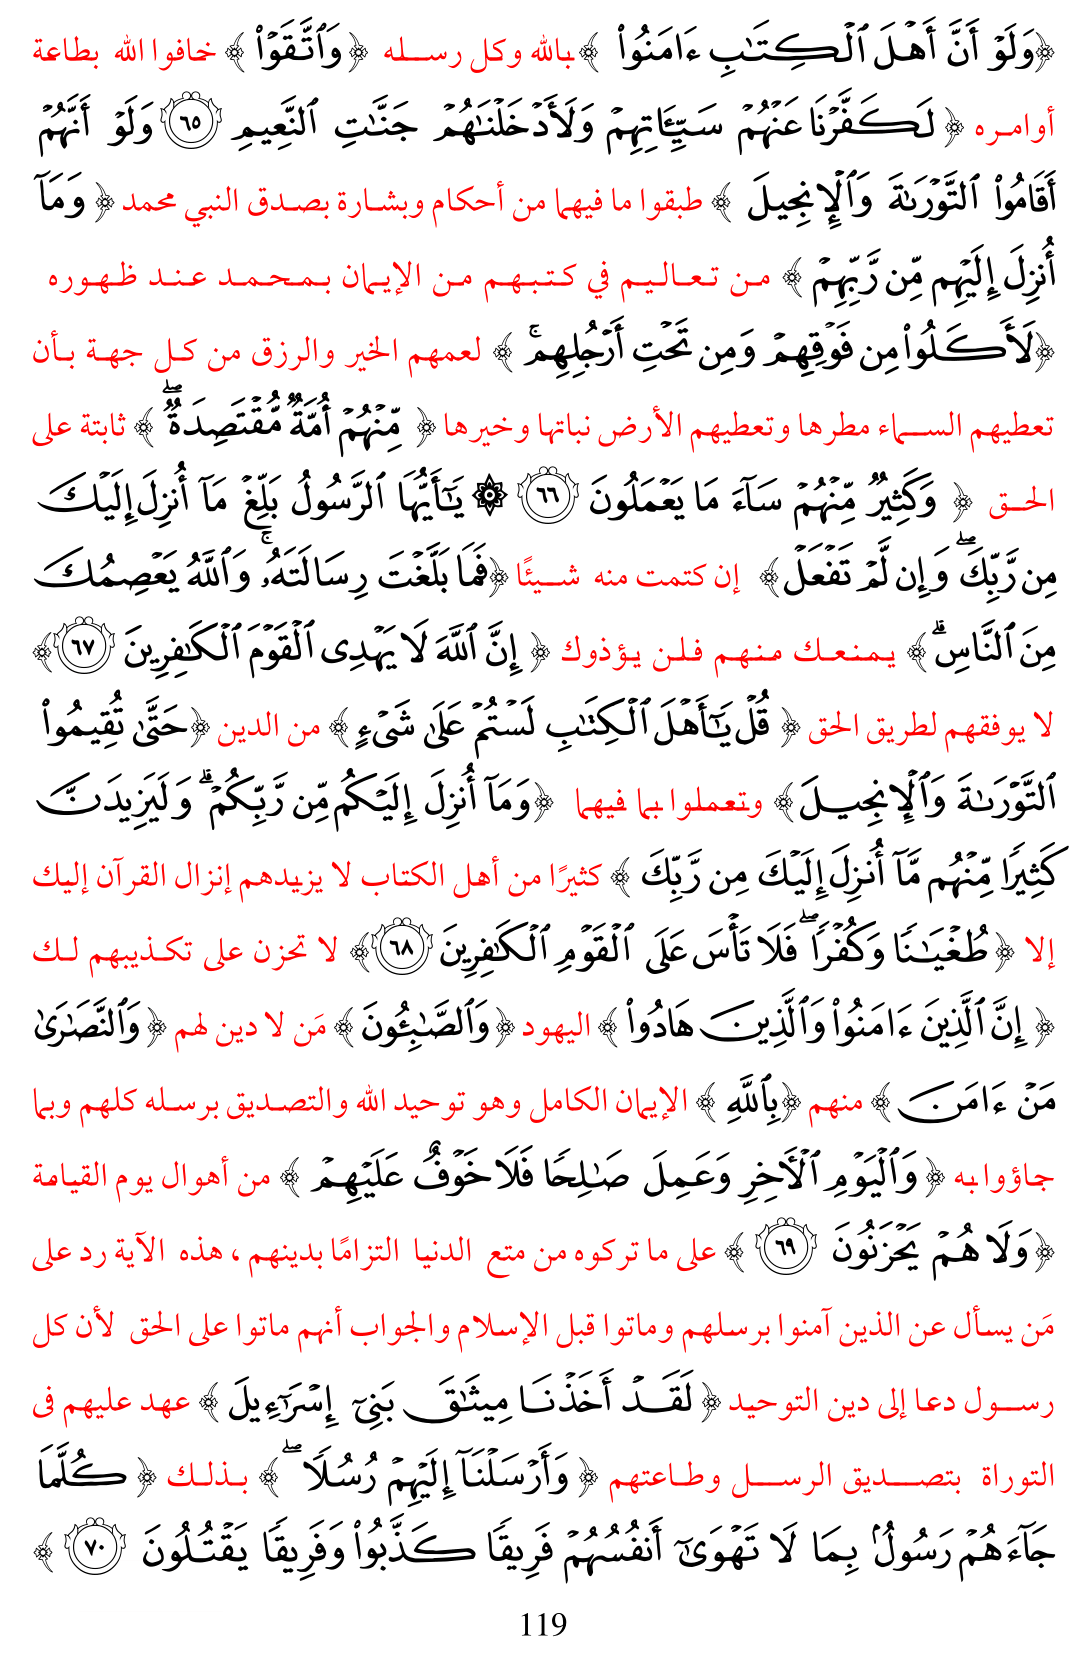 ﴿وَلَوۡ أَنَّ أَهۡلَ ٱلۡكِتَٰبِ ءَامَنُواْ ﴾بالله وكل رسله ﴿ وَٱتَّقَوۡاْ ﴾ خافوا الله بطاعة
أوامره ﴿ لَكَفَّرۡنَا عَنۡهُمۡ سَيِّـَٔاتِهِمۡ وَلَأَدۡخَلۡنَٰهُمۡ جَنَّٰتِ ٱلنَّعِيمِ ٦٥ وَلَوۡ أَنَّهُمۡ
أَقَامُواْ ٱلتَّوۡرَىٰةَ وَٱلۡإِنجِيلَ ﴾ طبقوا ما فيهما من أحكام وبشارة بصدق النبي محمد ﴿ وَمَآ
أُنزِلَ إِلَيۡهِم مِّن رَّبِّهِمۡ ﴾ من تعاليم في كتبهم من الإيمان بمحمد عند ظهوره
﴿لَأَكَلُواْ مِن فَوۡقِهِمۡ وَمِن تَحۡتِ أَرۡجُلِهِمۚ ﴾ لعمهم الخير والرزق من كل جهة بأن
تعطيهم السماء مطرها وتعطيهم الأرض نباتها وخيرها ﴿ مِّنۡهُمۡ أُمَّةٞ مُّقۡتَصِدَةٞۖ ﴾ ثابتة على
الحق ﴿ وَكَثِيرٞ مِّنۡهُمۡ سَآءَ مَا يَعۡمَلُونَ ٦٦ ۞ يَٰٓأَيُّهَا ٱلرَّسُولُ بَلِّغۡ مَآ أُنزِلَ إِلَيۡكَ
مِن رَّبِّكَۖ وَإِن لَّمۡ تَفۡعَلۡ﴾ إن كتمت منه شيئًا ﴿فَمَا بَلَّغۡتَ رِسَالَتَهُۥۚ وَٱللَّهُ يَعۡصِمُكَ
مِنَ ٱلنَّاسِۗ ﴾ يمنعك منهم فلن يؤذوك ﴿ إِنَّ ٱللَّهَ لَا يَهۡدِي ٱلۡقَوۡمَ ٱلۡكَٰفِرِينَ ٦٧﴾
لا يوفقهم لطريق الحق ﴿ قُلۡ يَٰٓأَهۡلَ ٱلۡكِتَٰبِ لَسۡتُمۡ عَلَىٰ شَيۡءٍ ﴾ من الدين ﴿حَتَّىٰ تُقِيمُواْ
ٱلتَّوۡرَىٰةَ وَٱلۡإِنجِيلَ﴾ وتعملوا بما فيهما ﴿وَمَآ أُنزِلَ إِلَيۡكُم مِّن رَّبِّكُمۡۗ وَلَيَزِيدَنَّ
كَثِيرٗا مِّنۡهُم مَّآ أُنزِلَ إِلَيۡكَ مِن رَّبِّكَ ﴾ كثيرًا من أهل الكتاب لا يزيدهم إنزال القرآن إليك
إلا ﴿ طُغۡيَٰنٗا وَكُفۡرٗاۖ فَلَا تَأۡسَ عَلَى ٱلۡقَوۡمِ ٱلۡكَٰفِرِينَ ٦٨﴾ لا تحزن على تكذيبهم لك
﴿ إِنَّ ٱلَّذِينَ ءَامَنُواْ وَٱلَّذِينَ هَادُواْ ﴾ اليهود ﴿وَٱلصَّٰبِـُٔونَ﴾ مَن لا دين لهم ﴿ وَٱلنَّصَٰرَىٰ
مَنۡ ءَامَنَ ﴾ منهم ﴿بِٱللَّهِ ﴾ الإيمان الكامل وهو توحيد الله والتصديق برسله كلهم وبما
جاؤوا به ﴿ وَٱلۡيَوۡمِ ٱلۡأٓخِرِ وَعَمِلَ صَٰلِحٗا فَلَا خَوۡفٌ عَلَيۡهِمۡ ﴾ من أهوال يوم القيامة
﴿وَلَا هُمۡ يَحۡزَنُونَ ٦٩ ﴾ على ما تركوه من متع الدنيا التزامًا بدينهم ، هذه الآية رد على
مَن يسأل عن الذين آمنوا برسلهم وماتوا قبل الإسلام والجواب أنهم ماتوا على الحق لأن كل
رسول دعا إلى دين التوحيد ﴿ لَقَدۡ أَخَذۡنَا مِيثَٰقَ بَنِيٓ إِسۡرَٰٓءِيلَ ﴾ عهد عليهم فى
التوراة بتصديق الرسل وطاعتهم ﴿ وَأَرۡسَلۡنَآ إِلَيۡهِمۡ رُسُلٗاۖ ﴾ بذلك ﴿ كُلَّمَا
جَآءَهُمۡ رَسُولُۢ بِمَا لَا تَهۡوَىٰٓ أَنفُسُهُمۡ فَرِيقٗا كَذَّبُواْ وَفَرِيقٗا يَقۡتُلُونَ ٧٠ ﴾
119